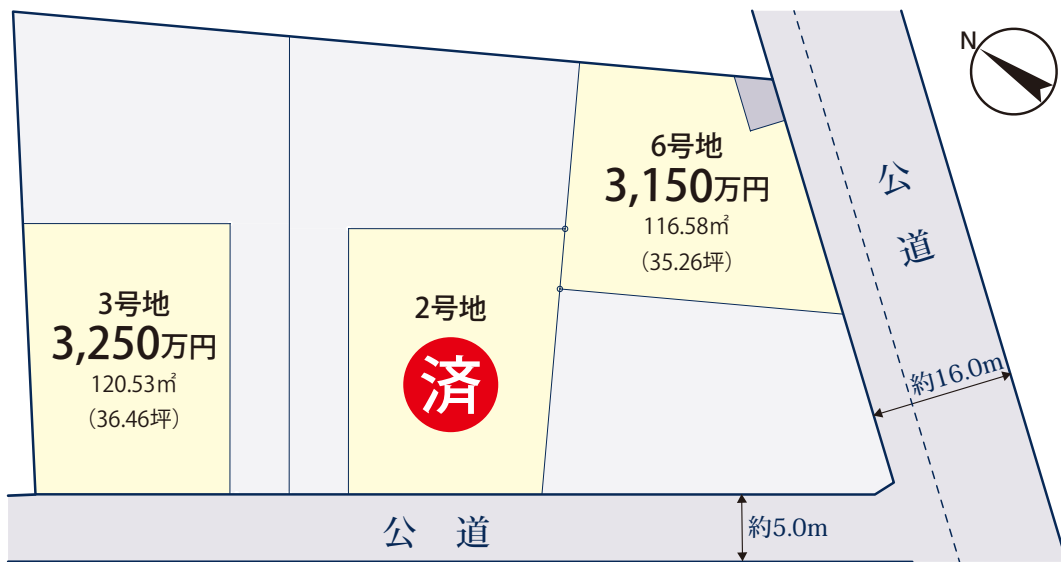 N
6号地
3,150万円
116.58㎡
（35.26坪）
公道
3号地
3,250万円
120.53㎡
（36.46坪）
2号地
済
約16.0m
公道
約5.0m